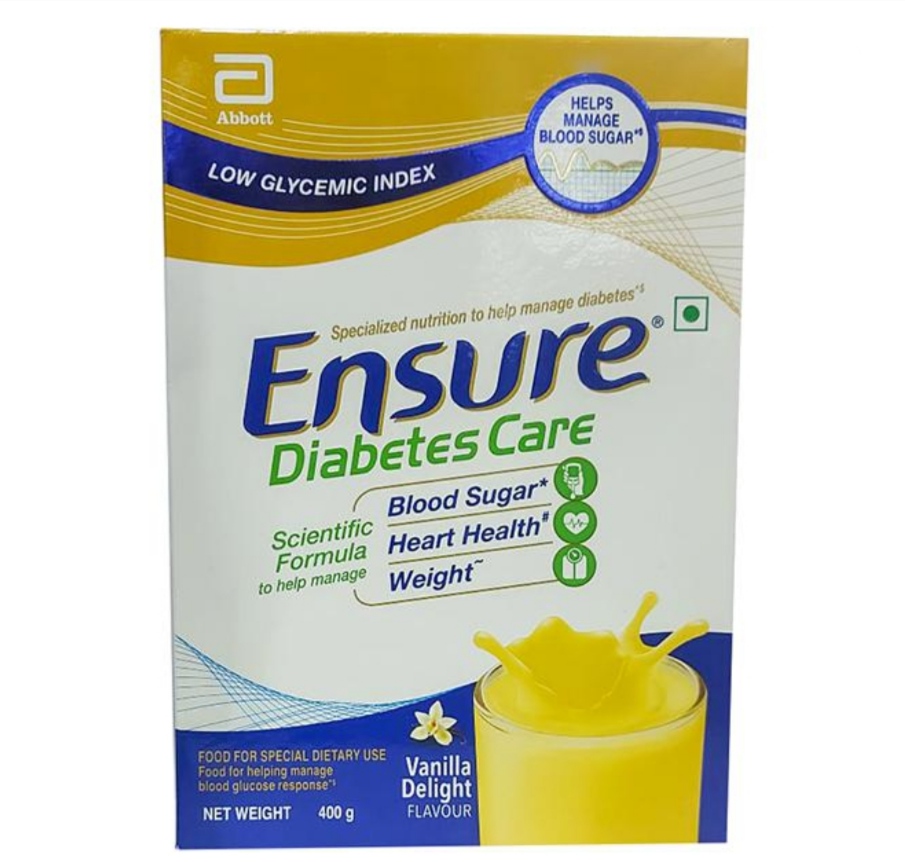 Abbott
HELPS
MANAGE
BLOOD SUGAR*$
LOW GLYCEMIC INDEX
Specialized nutrition to help manage diabetes*$
Ensure®
Diabetes Care
Scientific
Formula
to help manage
Blood Sugar*
Heart Health#
Weight~
FOOD FOR SPECIAL DIETARY USE
Food for helping manage
blood glucose response*$
NET WEIGHT 400 g
Vanilla
Delight
FLAVOUR